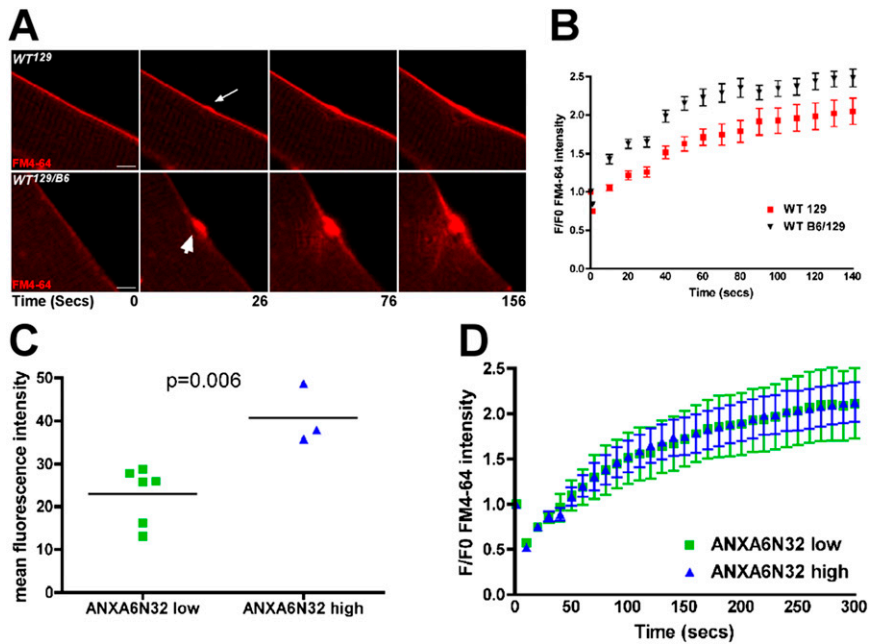 A
WT129
FM4-64
WT129/B6
FM4-64
Time (Secs) 0 26 76 156
B
F/F0 FM4-64 intensity
2.5
2.0
1.5
1.0
0.5
0.0
0 20 40 60 80 100 120 140
Time (secs)
WT 129
WT B6/129
C
mean fluorescence intensity
50
40
30
20
10
0
p=0.006
ANXA6N32 low ANXA6N32 high
D
F/F0 FM4-64 intensity
2.5
2.0
1.5
1.0
0.5
0.0
0 50 100 150 200 250 300
Time (secs)
ANXA6N32 low
ANXA6N32 high